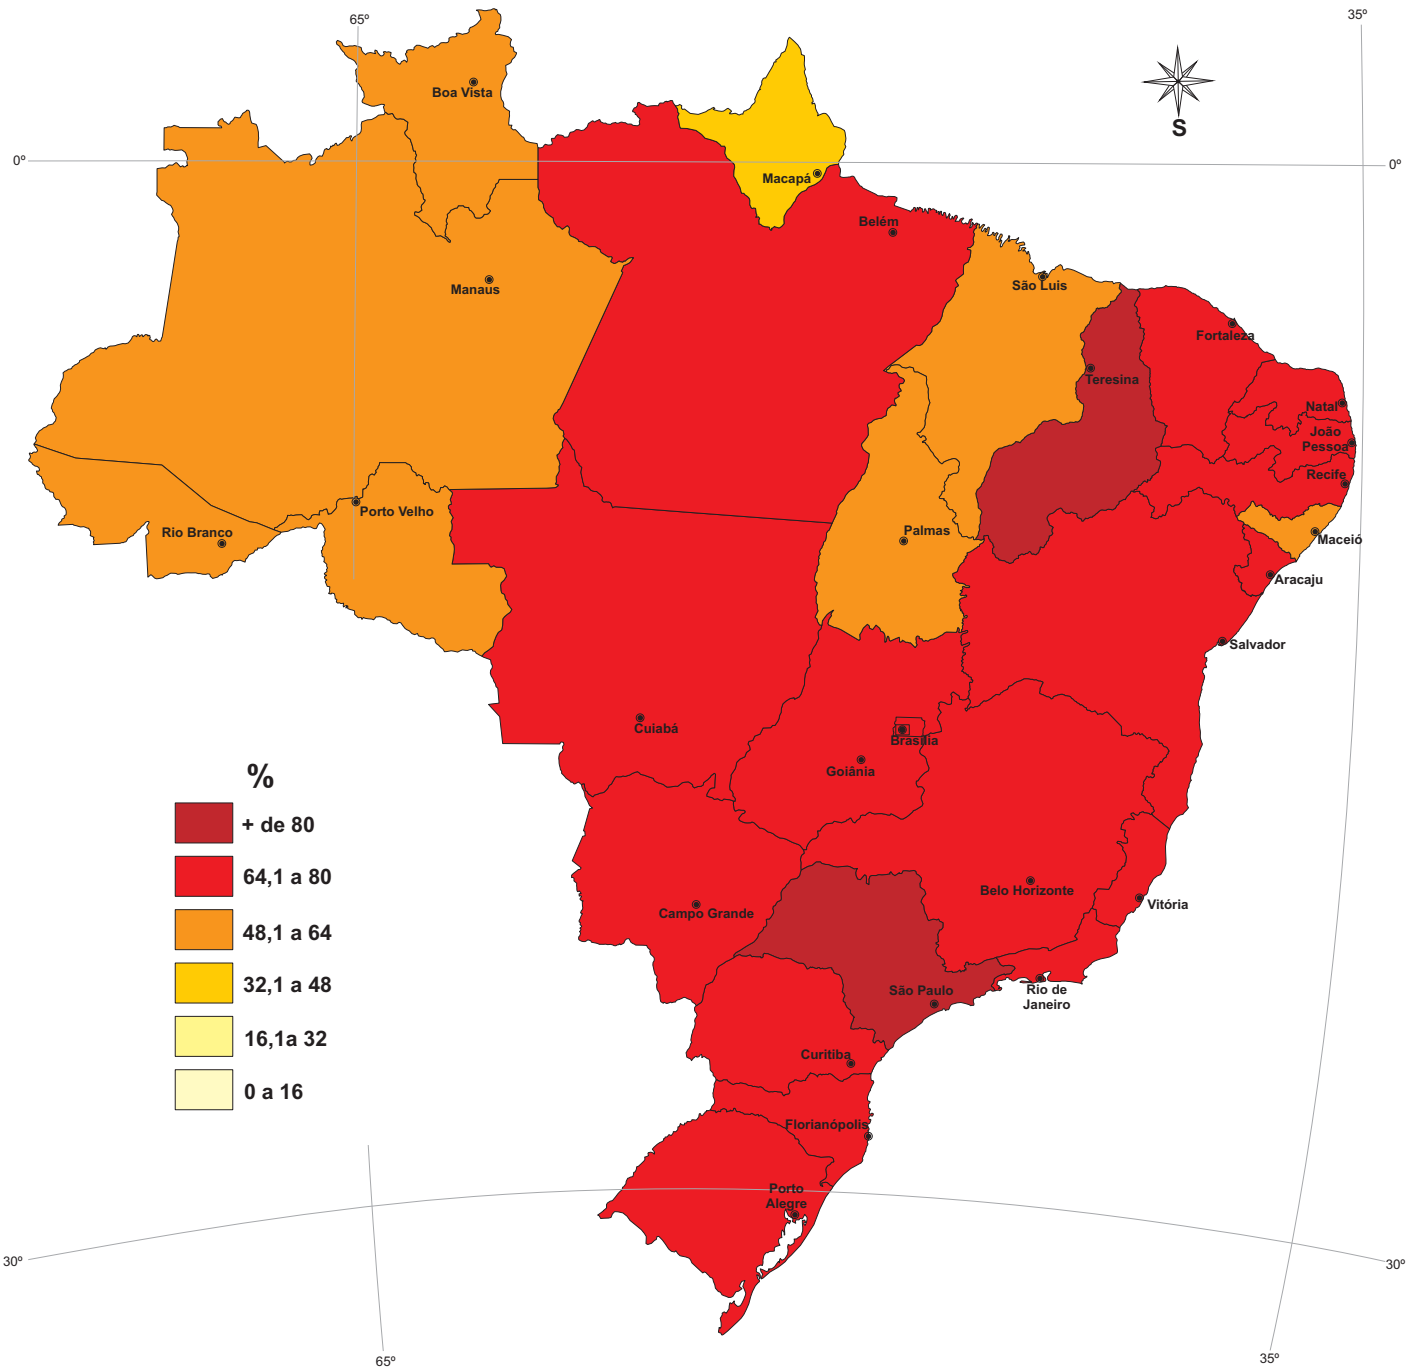 65º
35º
Boa Vista
S
0º
0º
Macapá
Belém
Manaus
São Luis
Fortaleza
Teresina
Natal
João
Pessoa
Recife
Porto Velho
Rio Branco
Palmas
Maceió
Aracaju
Salvador
Cuiabá
Brasília
Goiânia
%
+ de 80
64,1 a 80
48,1 a 64
32,1 a 48
16,1a 32
0 a 16
Belo Horizonte
Vitória
Campo Grande
São Paulo
Rio de
Janeiro
Curitiba
Florianópolis
Porto
Alegre
30º
30º
65º
35º